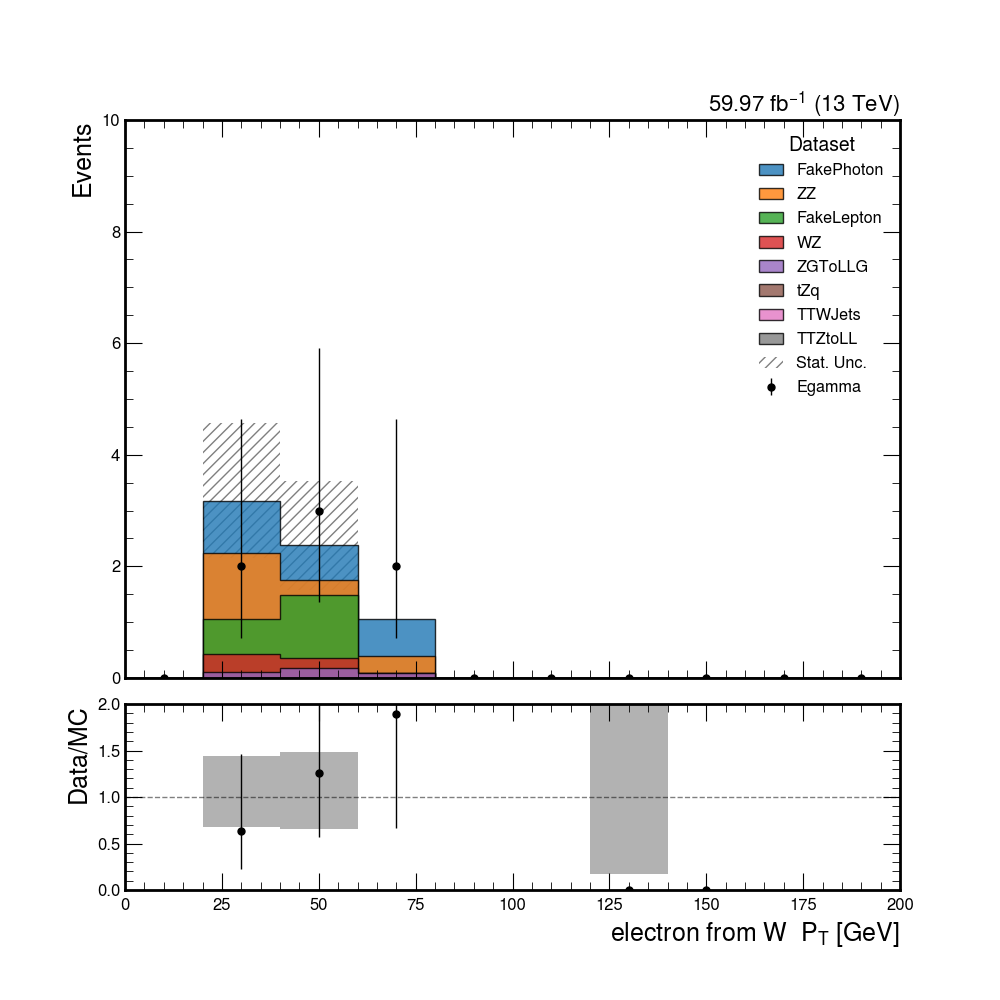 59.97 fb⁻¹ (13 TeV)
Events
10
8
6
4
2
0
Dataset
FakePhoton
ZZ
FakeLepton
WZ
ZGToLLG
tZq
TTWJets
TTZtoLL
Stat. Unc.
Egamma
Data/MC
2.0
1.5
1.0
0.5
0.0
0 25 50 75 100 125 150 175 200
electron from W P_T [GeV]